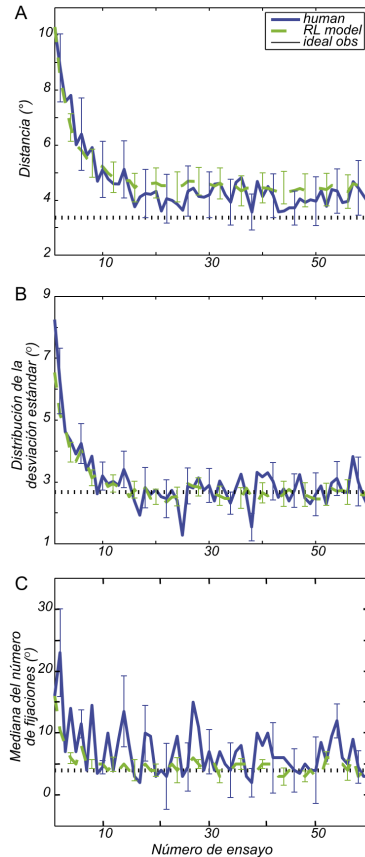 A
human
RL model
ideal obs
10
8
6
4
2
Distancia (°)
10
30
50
B
9
7
5
3
1
Distribución de la
desviación estándar (°)
10
30
50
C
30
20
10
0
Mediana del número
de fijaciones (°)
10
30
50
Número de ensayo